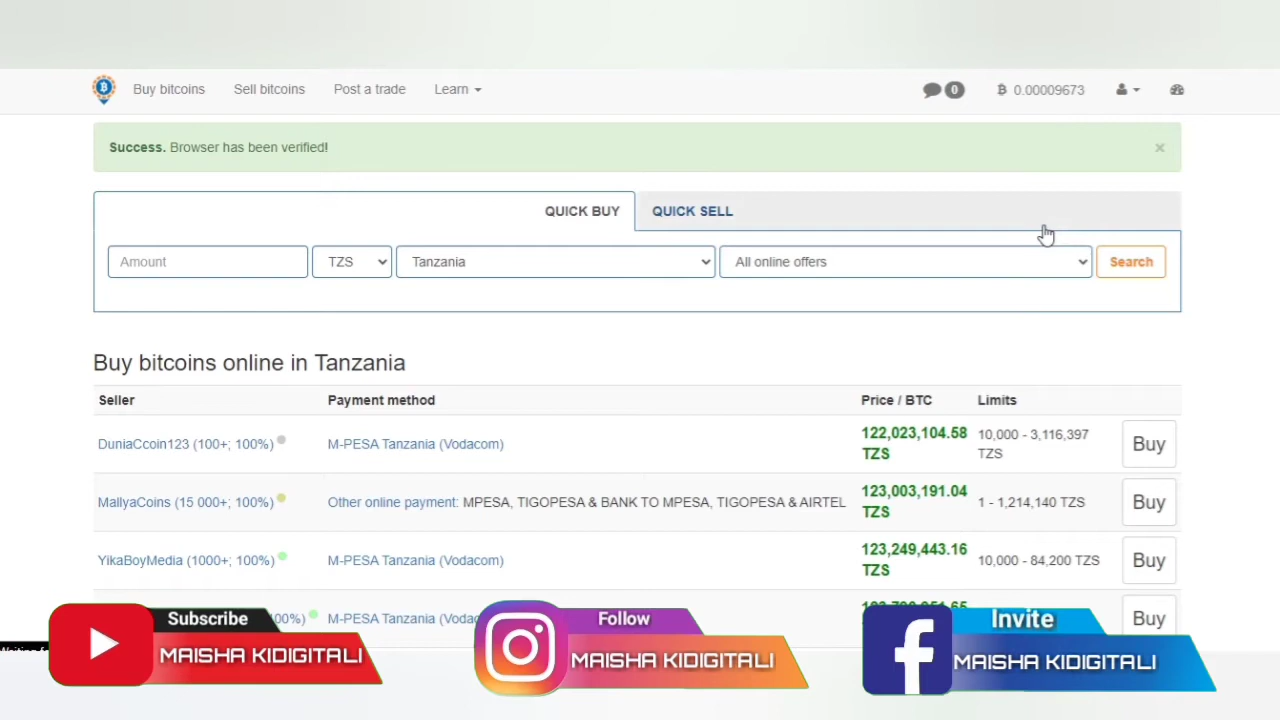 Buy bitcoins Sell bitcoins Post a trade Learn 0 0.00009673
Success. Browser has been verified! ×
QUICK BUY QUICK SELL
Amount TZS Tanzania All online offers Search
Buy bitcoins online in Tanzania
Seller Payment method Price / BTC Limits
DuniaCcoin123 (100+; 100%) M-PESA Tanzania (Vodacom) 122,023,104.58 TZS 10,000 - 3,116,397 TZS Buy
MallyaCoins (15 000+; 100%) Other online payment: MPESA, TIGOPESA & BANK TO MPESA, TIGOPESA & AIRTEL 123,003,191.04 TZS 1 - 1,214,140 TZS Buy
YikaBoyMedia (1000+; 100%) M-PESA Tanzania (Vodacom) 123,249,443.16 TZS 10,000 - 84,200 TZS Buy
100%) M-PESA Tanzania Buy
Subscribe Follow Invite
MAISHA KIDIGITALI MAISHA KIDIGITALI MAISHA KIDIGITALI